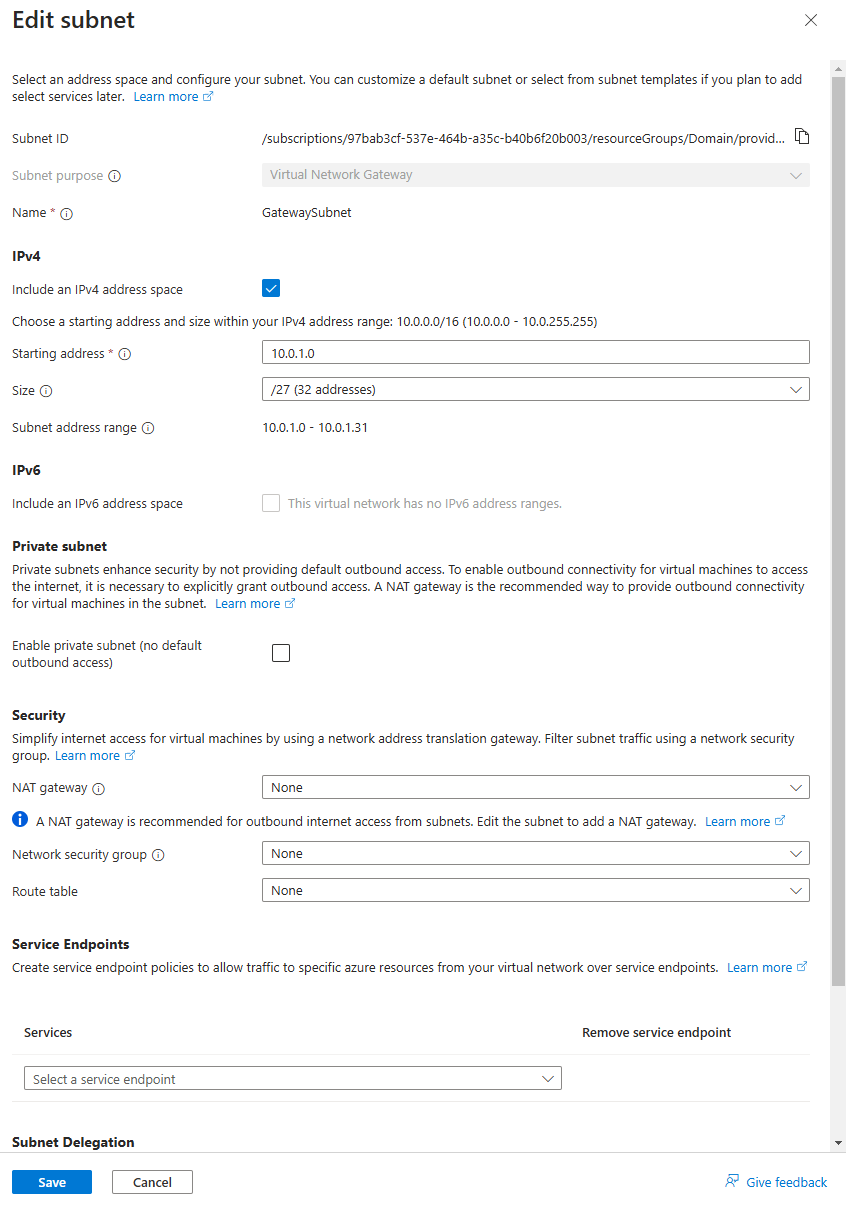 Edit subnet
Select an address space and configure your subnet. You can customize a default subnet or select from subnet templates if you plan to add
select services later. Learn more
Subnet ID
/subscriptions/97bab3cf-537e-464b-a35c-b40b6f20b003/resourceGroups/Domain/provid...
Subnet purpose
Virtual Network Gateway
Name *
GatewaySubnet
IPv4
Include an IPv4 address space
Choose a starting address and size within your IPv4 address range: 10.0.0.0/16 (10.0.0.0 - 10.0.255.255)
Starting address *
10.0.1.0
Size
/27 (32 addresses)
Subnet address range
10.0.1.0 - 10.0.1.31
IPv6
Include an IPv6 address space
This virtual network has no IPv6 address ranges.
Private subnet
Private subnets enhance security by not providing default outbound access. To enable outbound connectivity for virtual machines to access
the internet, it is necessary to explicitly grant outbound access. A NAT gateway is the recommended way to provide outbound connectivity
for virtual machines in the subnet. Learn more
Enable private subnet (no default
outbound access)
Security
Simplify internet access for virtual machines by using a network address translation gateway. Filter subnet traffic using a network security
group. Learn more
NAT gateway
None
A NAT gateway is recommended for outbound internet access from subnets. Edit the subnet to add a NAT gateway. Learn more
Network security group
None
Route table
None
Service Endpoints
Create service endpoint policies to allow traffic to specific azure resources from your virtual network over service endpoints. Learn more
Services
Remove service endpoint
Select a service endpoint
Subnet Delegation
Save
Cancel
Give feedback